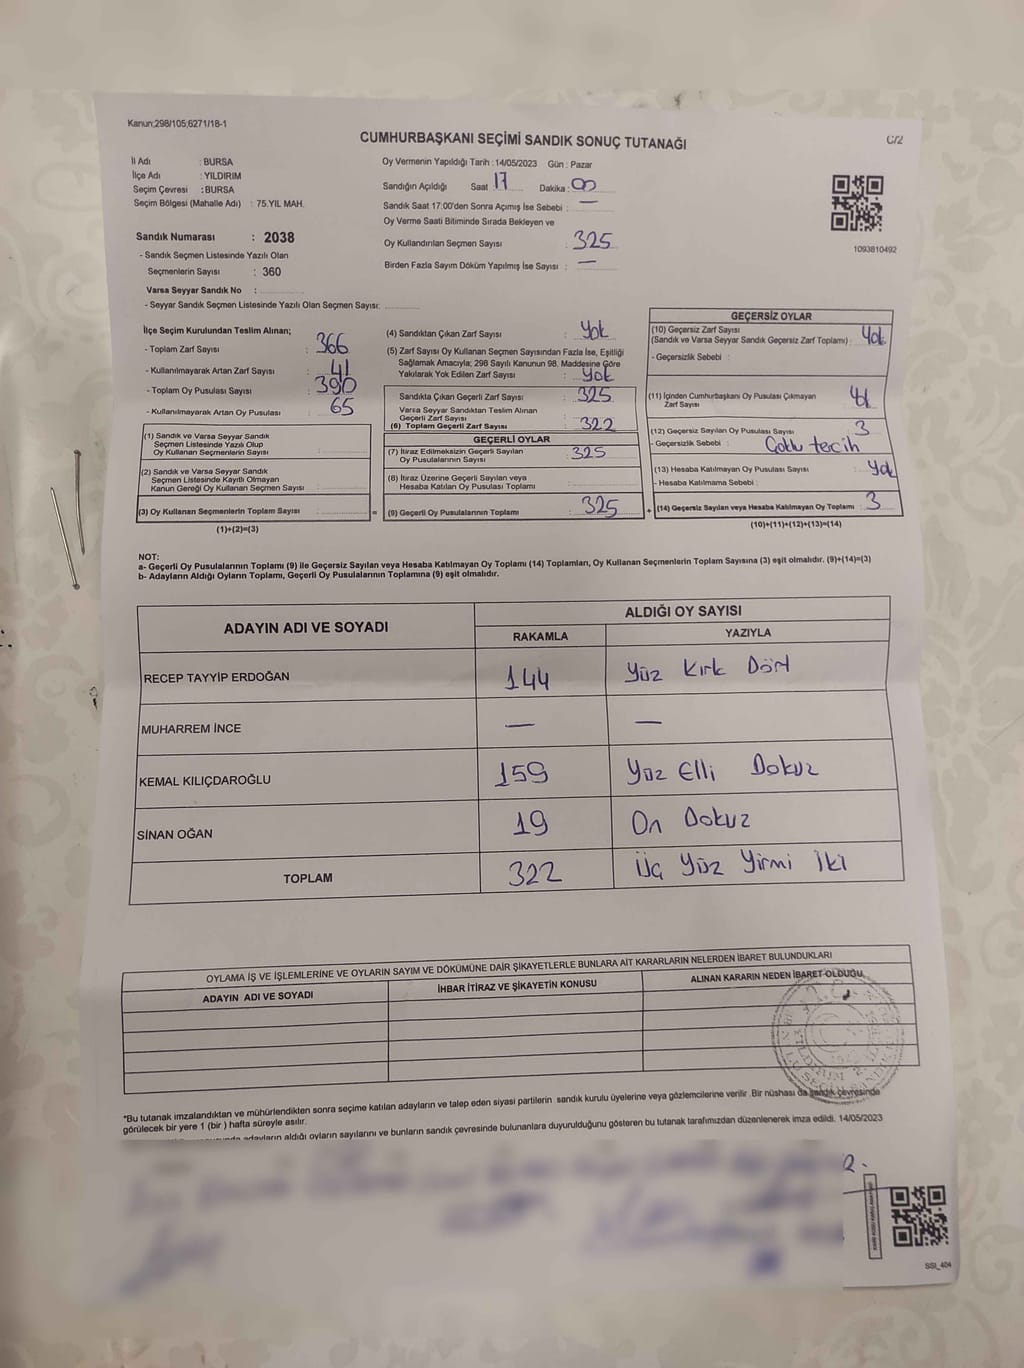 Kanun;298/105;6271/18-1
CUMHURBAŞKANI SEÇİMİ SANDIK SONUÇ TUTANAĞI
C/2
İl Adı : BURSA
İlçe Adı : YILDIRIM
Seçim Çevresi : BURSA
Seçim Bölgesi (Mahalle Adı) : 75.YIL MAH.
Sandık Numarası : 2038
- Sandık Seçmen Listesinde Yazılı Olan
Seçmenlerin Sayısı : 360
Varsa Seyyar Sandık No :
- Seyyar Sandık Seçmen Listesinde Yazılı Olan Seçmen Sayısı:
Oy Vermenin Yapıldığı Tarih : 14/05/2023 Gün : Pazar
Sandığın Açıldığı Saat 17 Dakika : 00
Sandık Saat 17:00'den Sonra Açımış İse Sebebi : —
Oy Verme Saati Bitiminde Sırada Bekleyen ve
Oy Kullandırılan Seçmen Sayısı : 325
Birden Fazla Sayım Döküm Yapılmış İse Sayısı : —
1093810492
İlçe Seçim Kurulundan Teslim Alınan;
- Toplam Zarf Sayısı : 366
- Kullanılmayarak Artan Zarf Sayısı : 41
- Toplam Oy Pusulası Sayısı : 390
- Kullanılmayarak Artan Oy Pusulası : 65
(1) Sandık ve Varsa Seyyar Sandık
Seçmen Listesinde Yazılı Olup
Oy Kullanan Seçmenlerin Sayısı :
(2) Sandık ve Varsa Seyyar Sandık
Seçmen Listesinde Kayıtlı Olmayan
Kanun Gereği Oy Kullanan Seçmen Sayısı :
(3) Oy Kullanan Seçmenlerin Toplam Sayısı :
(1)+(2)=(3)
(4) Sandıktan Çıkan Zarf Sayısı : Yok
(5) Zarf Sayısı Oy Kullanan Seçmen Sayısından Fazla İse, Eşitliği
Sağlamak Amacıyla; 298 Sayılı Kanunun 98. Maddesine Göre
Yakılarak Yok Edilen Zarf Sayısı : Yok
Sandıkta Çıkan Geçerli Zarf Sayısı : 325
Varsa Seyyar Sandıktan Teslim Alınan
Geçerli Zarf Sayısı :
(6) Toplam Geçerli Zarf Sayısı : 322
GEÇERLİ OYLAR
(7) İtiraz Edilmeksizin Geçerli Sayılan
Oy Pusulalarının Sayısı : 325
(8) İtiraz Üzerine Geçerli Sayılan veya
Hesaba Katılan Oy Pusulası Toplamı :
= (9) Geçerli Oy Pusulalarının Toplamı : 325
GEÇERSİZ OYLAR
(10) Geçersiz Zarf Sayısı
(Sandık ve Varsa Seyyar Sandık Geçersiz Zarf Toplamı) : Yok
- Geçersizlik Sebebi :
(11) İçinden Cumhurbaşkanı Oy Pusulası Çıkmayan
Zarf Sayısı :
(12) Geçersiz Sayılan Oy Pusulası Sayısı : 3
- Geçersizlik Sebebi : Çoklu tecih
(13) Hesaba Katılmayan Oy Pusulası Sayısı : Yok
- Hesaba Katılmama Sebebi :
+ (14) Geçersiz Sayılan veya Hesaba Katılmayan Oy Toplamı : 3
(10)+(11)+(12)+(13)=(14)
NOT:
a- Geçerli Oy Pusulalarının Toplamı (9) ile Geçersiz Sayılan veya Hesaba Katılmayan Oy Toplamı (14) Toplamları, Oy Kullanan Seçmenlerin Toplam Sayısına (3) eşit olmalıdır. (9)+(14)=(3)
b- Adayların Aldığı Oyların Toplamı, Geçerli Oy Pusulalarının Toplamına (9) eşit olmalıdır.
ADAYIN ADI VE SOYADI
ALDIĞI OY SAYISI
RAKAMLA YAZIYLA
RECEP TAYYİP ERDOĞAN 144 Yüz Kırk Dört
MUHARREM İNCE — —
KEMAL KILIÇDAROĞLU 159 Yüz Elli Dokuz
SİNAN OĞAN 19 On Dokuz
TOPLAM 322 Üç Yüz Yirmi İki
OYLAMA İŞ VE İŞLEMLERİNE VE OYLARIN SAYIM VE DÖKÜMÜNE DAİR ŞİKAYETLERLE BUNLARA AİT KARARLARIN NELERDEN İBARET BULUNDUKLARI
ADAYIN ADI VE SOYADI İHBAR İTİRAZ VE ŞİKAYETİN KONUSU ALINAN KARARIN NEDEN İBARET OLDUĞU
*Bu tutanak imzalandıktan ve mühürlendikten sonra seçime katılan adayların ve talep eden siyasi partilerin sandık kurulu üyelerine veya gözlemcilerine verilir. Bir nüshası da sandık çevresinde
görülecek bir yere 1 (bir) hafta süreyle asılır.
adayların aldığı oyların sayılarını ve bunların sandık çevresinde bulunanlara duyurulduğunu gösteren bu tutanak tarafımızdan düzenlenerek imza edildi. 14/05/2023
SSI_404